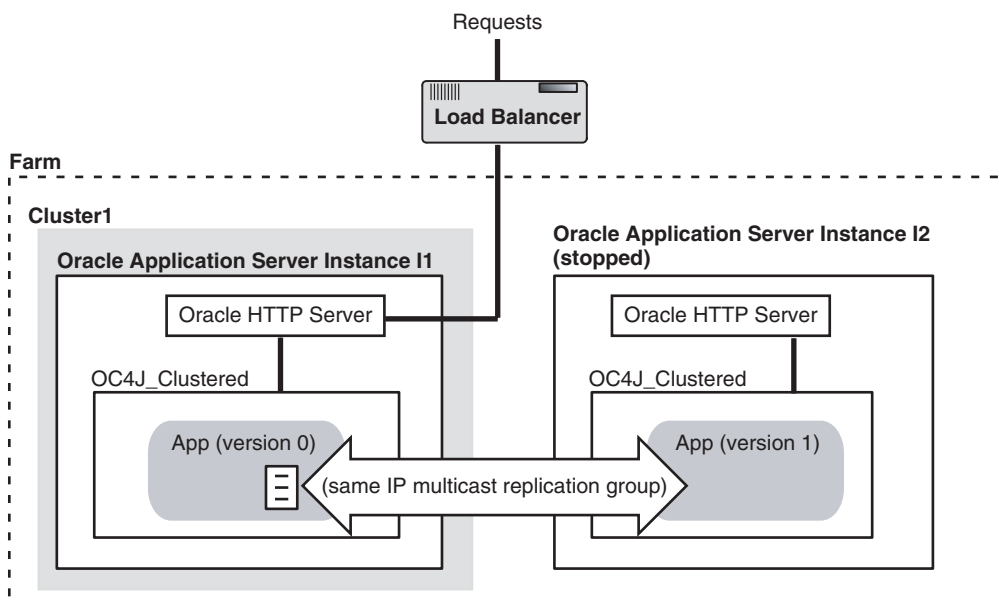 Requests
Load Balancer
Farm
Cluster1
Oracle Application Server Instance I1
Oracle HTTP Server
OC4J_Clustered
App (version 0)
Oracle Application Server Instance I2
(stopped)
Oracle HTTP Server
OC4J_Clustered
App (version 1)
(same IP multicast replication group)